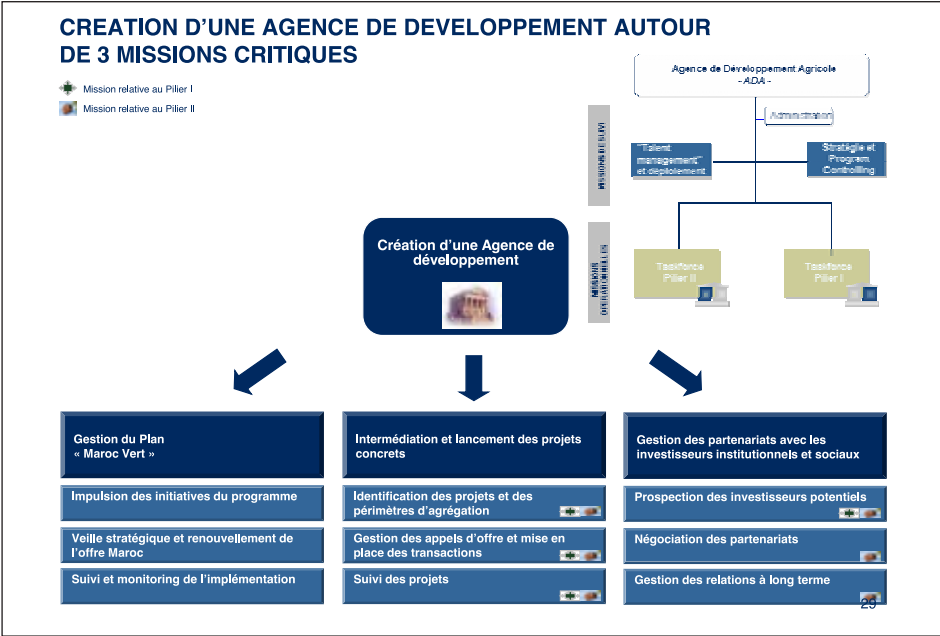 CREATION D’UNE AGENCE DE DEVELOPPEMENT AUTOUR
DE 3 MISSIONS CRITIQUES
Mission relative au Pilier I
Mission relative au Pilier II
Agence de Développement Agricole
- ADA -
Administration
MISSIONS DE SUIVI
"Talent
management"
et déploiement
Stratégie et
Program
Controlling
MISSIONS
OPERATIONNELLES
Taskforce
Pilier II
Taskforce
Pilier I
Création d’une Agence de
développement
Gestion du Plan
« Maroc Vert »
Impulsion des initiatives du programme
Veille stratégique et renouvellement de
l’offre Maroc
Suivi et monitoring de l’implémentation
Intermédiation et lancement des projets
concrets
Identification des projets et des
périmètres d’agrégation
Gestion des appels d’offre et mise en
place des transactions
Suivi des projets
Gestion des partenariats avec les
investisseurs institutionnels et sociaux
Prospection des investisseurs potentiels
Négociation des partenariats
Gestion des relations à long terme
29